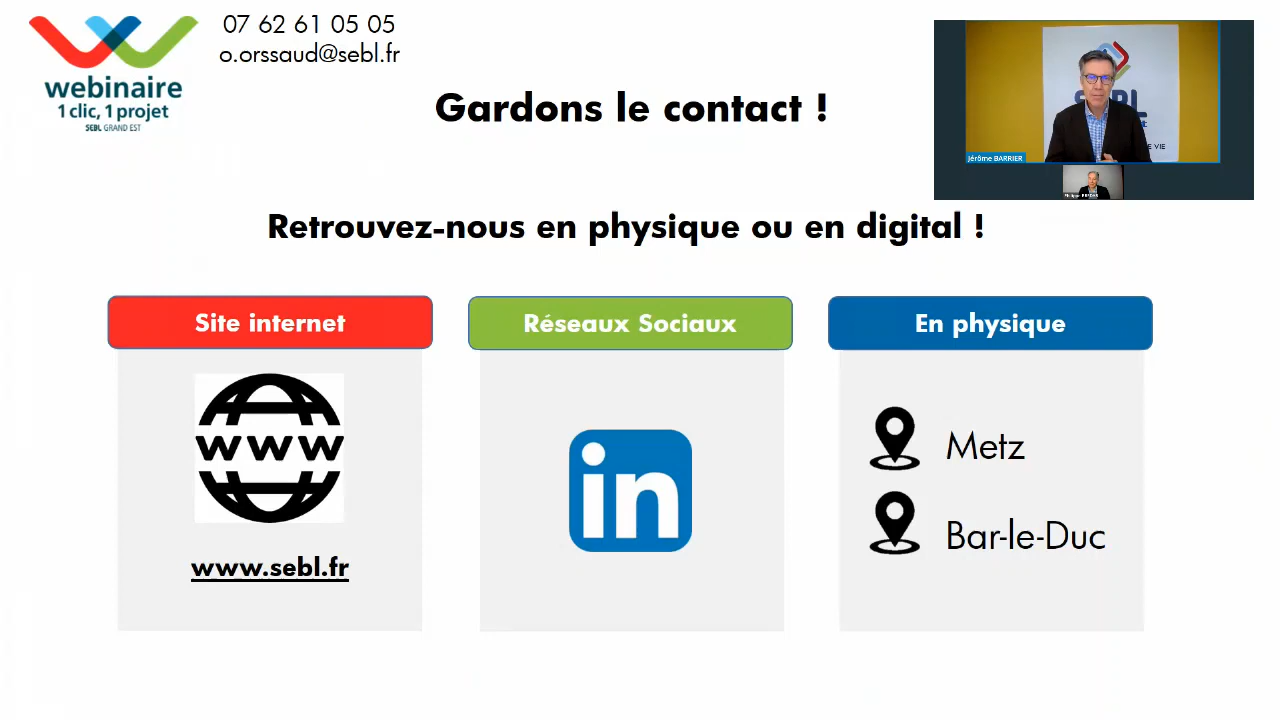 07 62 61 05 05
o.orssaud@sebl.fr
webinaire
1 clic, 1 projet
SEBL GRAND EST
Gardons le contact !
Jérôme BARRIER
Philippe
Retrouvez-nous en physique ou en digital !
Site internet
Réseaux Sociaux
En physique
www
in
Metz
Bar-le-Duc
www.sebl.fr